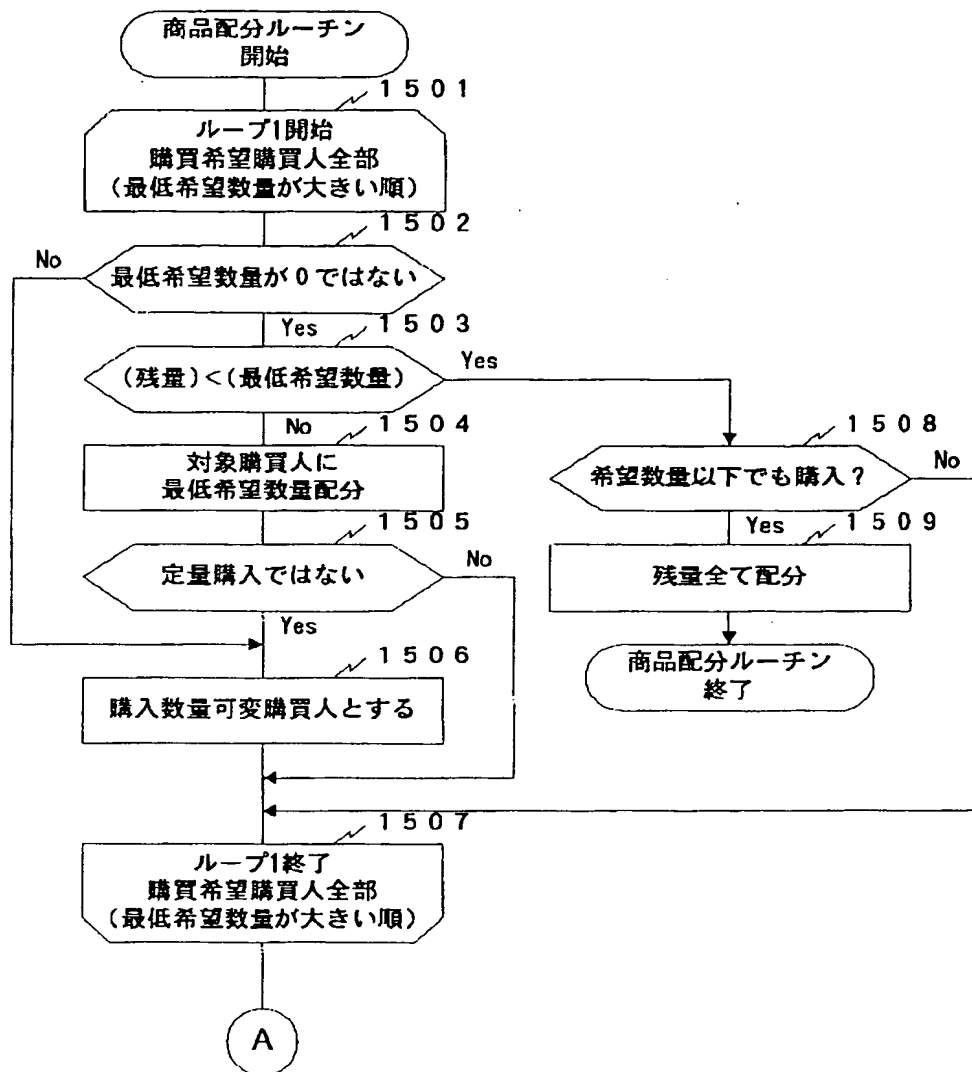 商品配分ルーチン
開始
1501
ループ1開始
購買希望購買人全部
(最低希望数量が大きい順)
1502
No
最低希望数量が0ではない
Yes
1503
(残量)<(最低希望数量)
Yes
No
1504
対象購買人に
最低希望数量配分
1505
定量購入ではない
No
Yes
1506
購入数量可変購買人とする
1507
ループ1終了
購買希望購買人全部
(最低希望数量が大きい順)
A
1508
希望数量以下でも購入?
No
Yes
1509
残量全て配分
商品配分ルーチン
終了